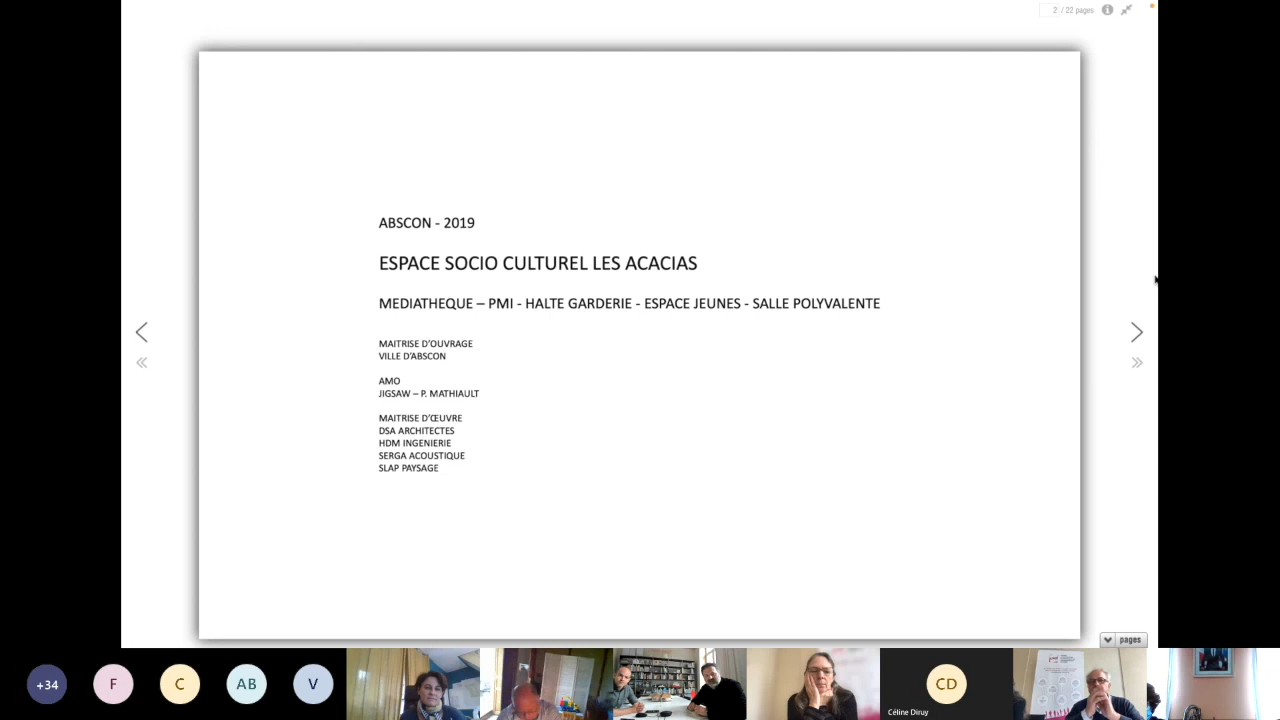 2 / 22 pages
ABSCON - 2019
ESPACE SOCIO CULTUREL LES ACACIAS
MEDIATHEQUE – PMI - HALTE GARDERIE - ESPACE JEUNES - SALLE POLYVALENTE
MAITRISE D'OUVRAGE
VILLE D'ABSCON
AMO
JIGSAW – P. MATHIAULT
MAITRISE D'ŒUVRE
DSA ARCHITECTES
HDM INGENIERIE
SERGA ACOUSTIQUE
SLAP PAYSAGE
pages
+34
F
C
AB
V
CD
Céline Diruy